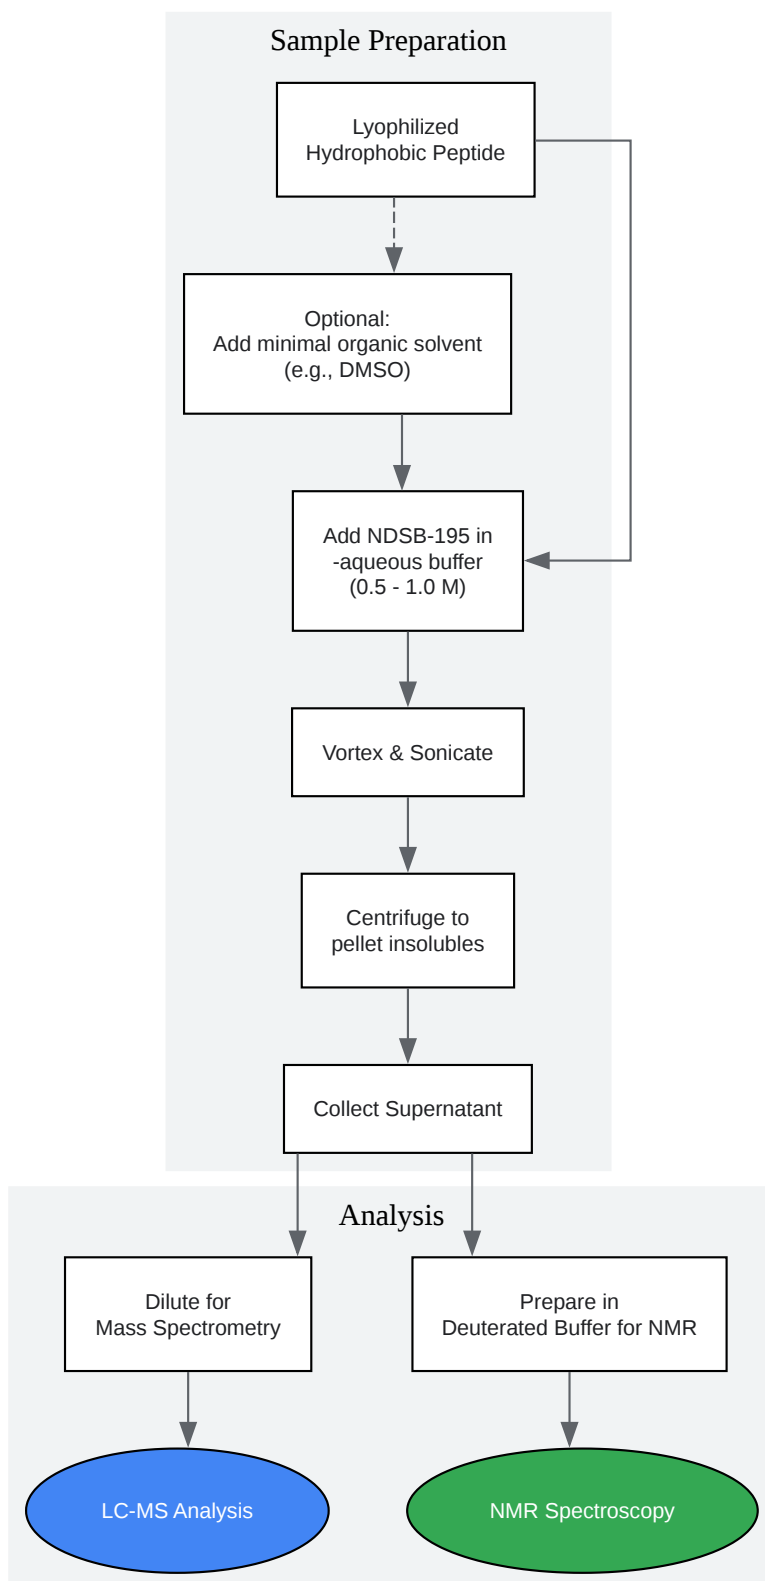 Sample Preparation
Lyophilized
Hydrophobic Peptide
Optional:
Add minimal organic solvent
(e.g., DMSO)
Add NDSB-195 in
-aqueous buffer
(0.5 - 1.0 M)
Vortex & Sonicate
Centrifuge to
pellet insolubles
Collect Supernatant
Analysis
Dilute for
Mass Spectrometry
Prepare in
Deuterated Buffer for NMR
LC-MS Analysis
NMR Spectroscopy